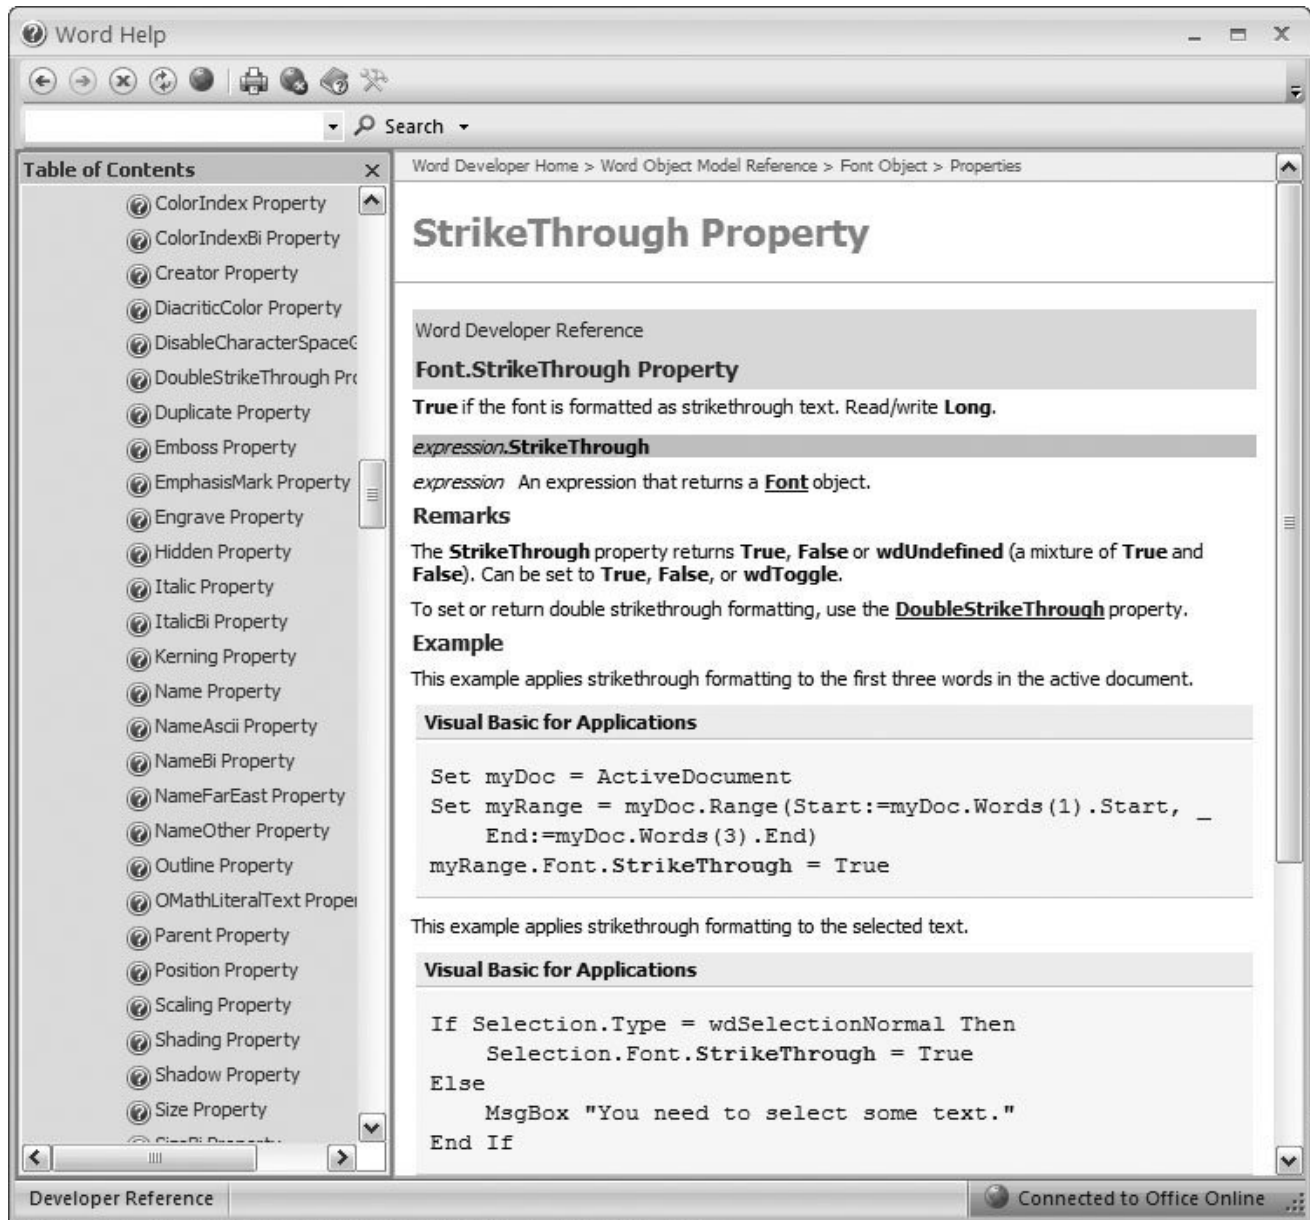 Word Help
Search
Table of Contents
ColorIndex Property
ColorIndexBi Property
Creator Property
DiacriticColor Property
DisableCharacterSpaceG
DoubleStrikeThrough Pro
Duplicate Property
Emboss Property
EmphasisMark Property
Engrave Property
Hidden Property
Italic Property
ItalicBi Property
Kerning Property
Name Property
NameAscii Property
NameBi Property
NameFarEast Property
NameOther Property
Outline Property
OMathLiteralText Proper
Parent Property
Position Property
Scaling Property
Shading Property
Shadow Property
Size Property
Word Developer Home > Word Object Model Reference > Font Object > Properties
StrikeThrough Property
Word Developer Reference
Font.StrikeThrough Property
True if the font is formatted as strikethrough text. Read/write Long.
expression.StrikeThrough
expression An expression that returns a Font object.
Remarks
The StrikeThrough property returns True, False or wdUndefined (a mixture of True and
False). Can be set to True, False, or wdToggle.
To set or return double strikethrough formatting, use the DoubleStrikeThrough property.
Example
This example applies strikethrough formatting to the first three words in the active document.
Visual Basic for Applications
Set myDoc = ActiveDocument
Set myRange = myDoc.Range(Start:=myDoc.Words(1).Start, _
End:=myDoc.Words(3).End)
myRange.Font.StrikeThrough = True
This example applies strikethrough formatting to the selected text.
Visual Basic for Applications
If Selection.Type = wdSelectionNormal Then
Selection.Font.StrikeThrough = True
Else
MsgBox "You need to select some text."
End If
Developer Reference
Connected to Office Online